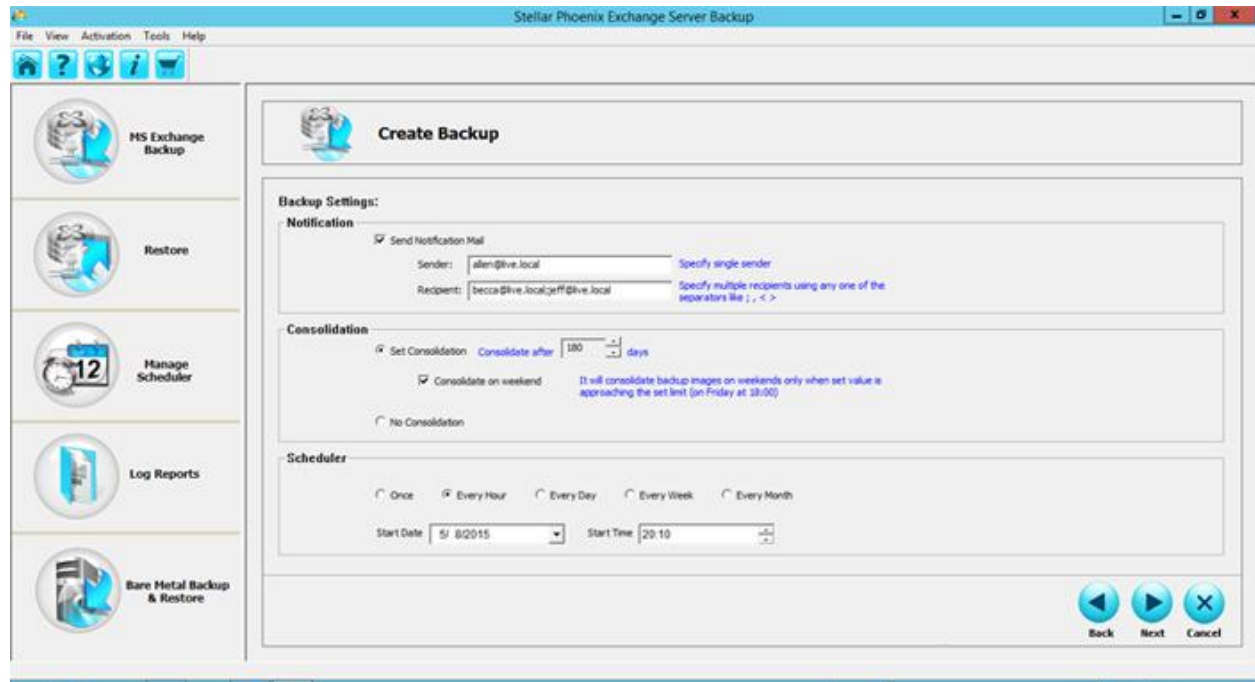 Stellar Phoenix Exchange Server Backup
File View Activation Tools Help
MS Exchange
Backup
Restore
12
Manage
Scheduler
Log Reports
Bare Metal Backup
& Restore
Create Backup
Backup Settings:
Notification
Send Notification Mail
Sender: allen@live.local Specify single sender
Recipient: becca@live.local;jeff@live.local Specify multiple recipients using any one of the
separators like ; , < >
Consolidation
Set Consolidation Consolidate after 180 days
Consolidate on weekend It will consolidate backup images on weekends only when set value is
approaching the set limit (on Friday at 18:00)
No Consolidation
Scheduler
Once Every Hour Every Day Every Week Every Month
Start Date 5/ 8/2015 Start Time 20:10
Back Next Cancel